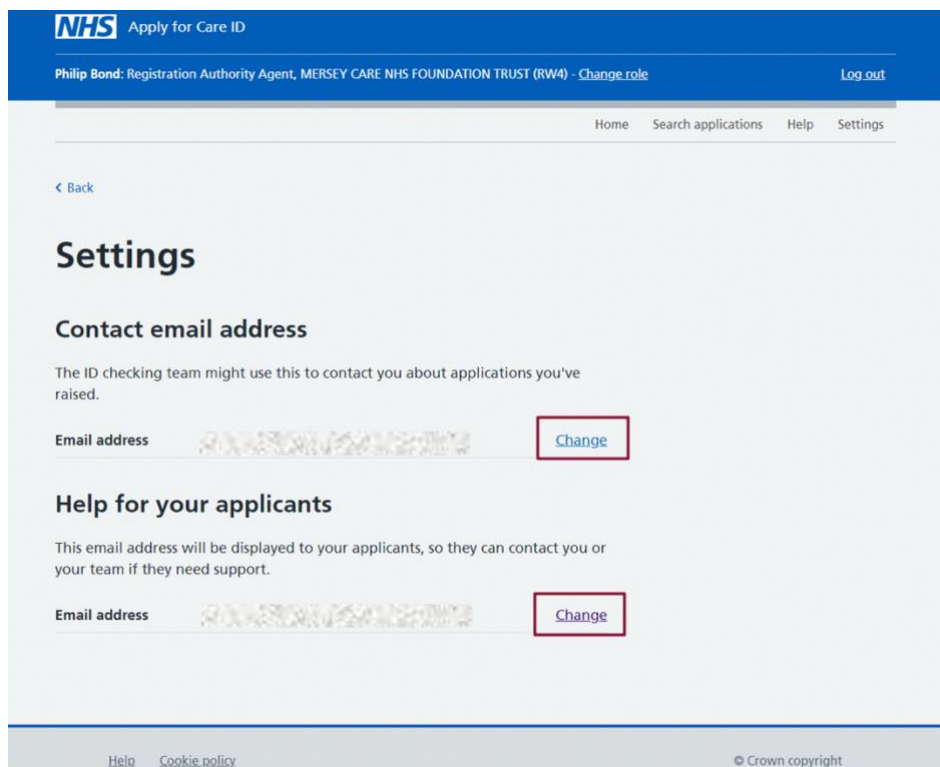 NHS Apply for Care ID
Philip Bond: Registration Authority Agent, MERSEY CARE NHS FOUNDATION TRUST (RW4) - Change role
Log out
Home Search applications Help Settings
< Back
Settings
Contact email address
The ID checking team might use this to contact you about applications you've
raised.
Email address Change
Help for your applicants
This email address will be displayed to your applicants, so they can contact you or
your team if they need support.
Email address Change
Help Cookie policy © Crown copyright